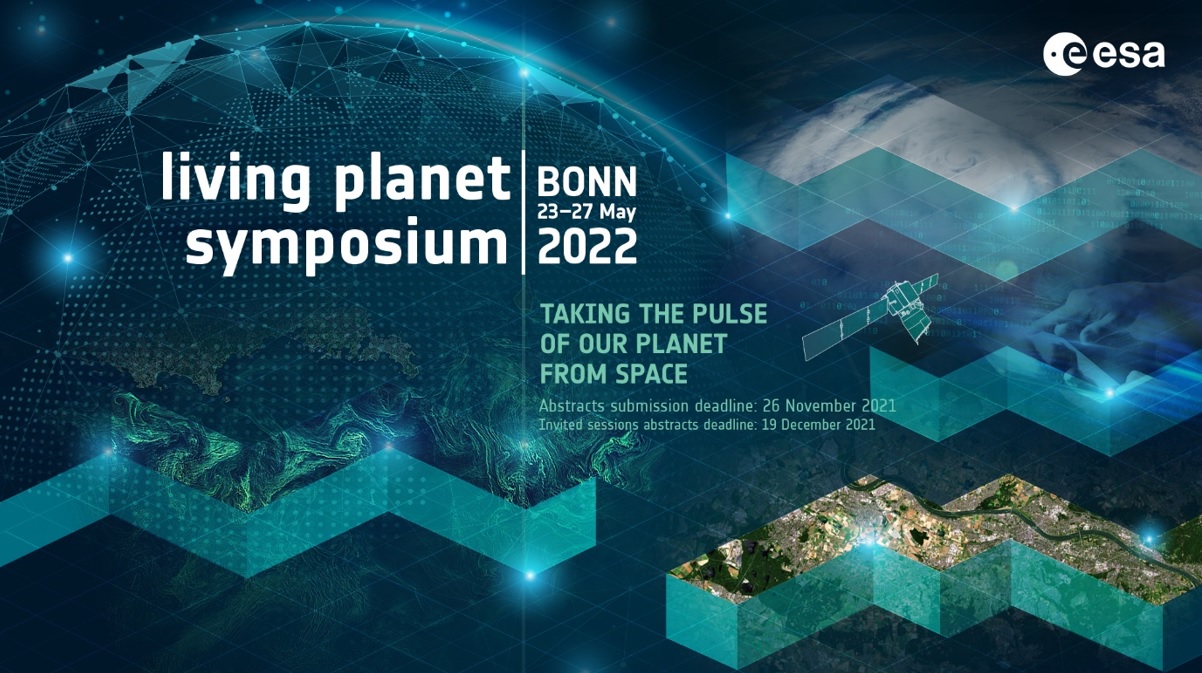 esa
living planet
symposium
BONN
23–27 May
2022
TAKING THE PULSE
OF OUR PLANET
FROM SPACE
Abstracts submission deadline: 26 November 2021
Invited sessions abstracts deadline: 19 December 2021